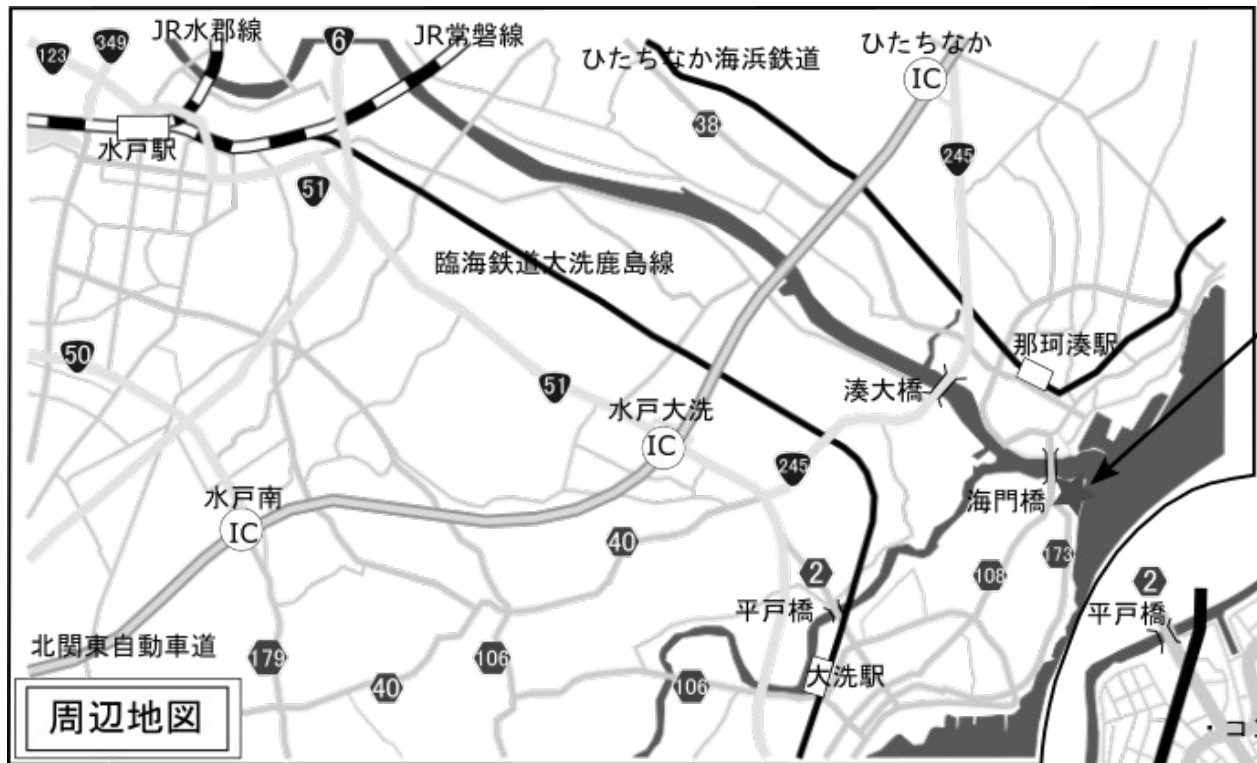 JR水郡線
6
JR常磐線
ひたちなか
349
123
ひたちなか海浜鉄道
IC
38
水戸駅
245
51
臨海鉄道大洗鹿島線
那珂湊駅
50
51
湊大橋
水戸大洗
IC
245
水戸南
海門橋
IC
40
173
2
108
2
平戸橋
平戸橋
北関東自動車道
179
106
大洗駅
40
106
周辺地図